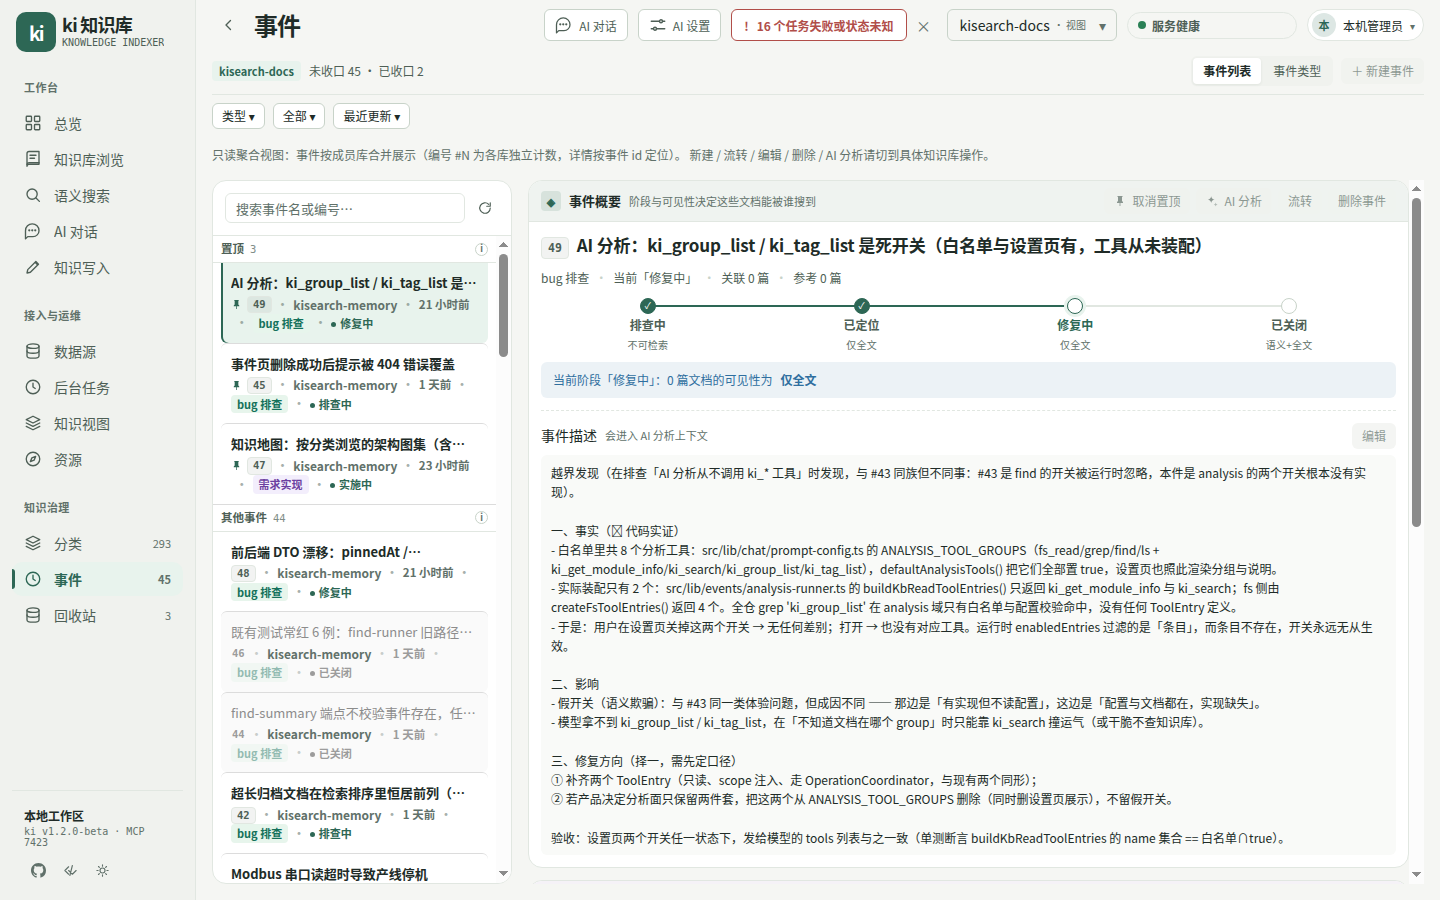 ki
ki 知识库
KNOWLEDGE INDEXER
工作台
总览
知识库浏览
语义搜索
AI 对话
知识写入
接入与运维
数据源
后台任务
知识视图
资源
知识治理
分类 293
事件 45
回收站 3
本地工作区
ki v1.2.0-beta · MCP
7423
事件
AI 对话
AI 设置
! 16 个任务失败或状态未知
kisearch-docs · 视图 ▾
服务健康
本 本机管理员 ▾
kisearch-docs 未收口 45 • 已收口 2
事件列表 事件类型 + 新建事件
类型 ▾ 全部 ▾ 最近更新 ▾
只读聚合视图：事件按成员库合并展示（编号 #N 为各库独立计数，详情按事件 id 定位）。 新建 / 流转 / 编辑 / 删除 / AI 分析请切到具体知识库操作。
搜索事件名或编号…
置顶 3
AI 分析：ki_group_list / ki_tag_list 是…
49 • kisearch-memory • 21 小时前
• bug 排查 • ● 修复中
事件页删除成功后提示被 404 错误覆盖
45 • kisearch-memory • 1 天前 •
bug 排查 • ● 排查中
知识地图：按分类浏览的架构图集（含…
47 • kisearch-memory • 23 小时前
• 需求实现 • ● 实施中
其他事件 44
前后端 DTO 漂移：pinnedAt /…
48 • kisearch-memory • 21 小时前 •
bug 排查 • ● 修复中
既有测试常红 6 例：find-runner 旧路径…
46 • kisearch-memory • 1 天前 •
bug 排查 • ● 已关闭
find-summary 端点不校验事件存在，任…
44 • kisearch-memory • 1 天前 •
bug 排查 • ● 已关闭
超长归档文档在检索排序里恒居前列（…
42 • kisearch-memory • 1 天前 •
bug 排查 • ● 排查中
Modbus 串口读超时导致产线停机
事件概要 阶段与可见性决定这些文档能被谁搜到
取消置顶 AI 分析 流转 删除事件
49 AI 分析：ki_group_list / ki_tag_list 是死开关（白名单与设置页有，工具从未装配）
bug 排查 • 当前「修复中」 • 关联 0 篇 • 参考 0 篇
排查中 已定位 修复中 已关闭
不可检索 仅全文 仅全文 语义+全文
当前阶段「修复中」：0 篇文档的可见性为 仅全文
事件描述 会进入 AI 分析上下文
编辑
越界发现（在排查「AI 分析从不调用 ki_* 工具」时发现，与 #43 同族但不同事：#43 是 find 的开关被运行时忽略，本件是 analysis 的两个开关根本没有实
现）。
一、事实（ 代码实证）
- 白名单里共 8 个分析工具：src/lib/chat/prompt-config.ts 的 ANALYSIS_TOOL_GROUPS（fs_read/grep/find/ls +
ki_get_module_info/ki_search/ki_group_list/ki_tag_list），defaultAnalysisTools() 把它们全部置 true，设置页也照此渲染分组与说明。
- 实际装配只有 2 个：src/lib/events/analysis-runner.ts 的 buildKbReadToolEntries() 只返回 ki_get_module_info 与 ki_search；fs 侧由
createFsToolEntries() 返回 4 个。全仓 grep 'ki_group_list' 在 analysis 域只有白名单与配置校验命中，没有任何 ToolEntry 定义。
- 于是：用户在设置页关掉这两个开关 → 无任何差别；打开 → 也没有对应工具。运行时 enabledEntries 过滤的是「条目」，而条目不存在，开关永远无从生
效。
二、影响
- 假开关（语义欺骗）：与 #43 同一类体验问题，但成因不同 —— 那边是「有实现但不读配置」，这边是「配置与文档都在，实现缺失」。
- 模型拿不到 ki_group_list / ki_tag_list，在「不知道文档在哪个 group」时只能靠 ki_search 撞运气（或干脆不查知识库）。
三、修复方向（择一，需先定口径）
① 补齐两个 ToolEntry（只读、scope 注入、走 OperationCoordinator，与现有两个同形）；
② 若产品决定分析面只保留两件套，把这两个从 ANALYSIS_TOOL_GROUPS 删除（同时删设置页展示），不留假开关。
验收：设置页两个开关任一状态下，发给模型的 tools 列表与之一致（单测断言 buildKbReadToolEntries 的 name 集合 == 白名单∩true）。